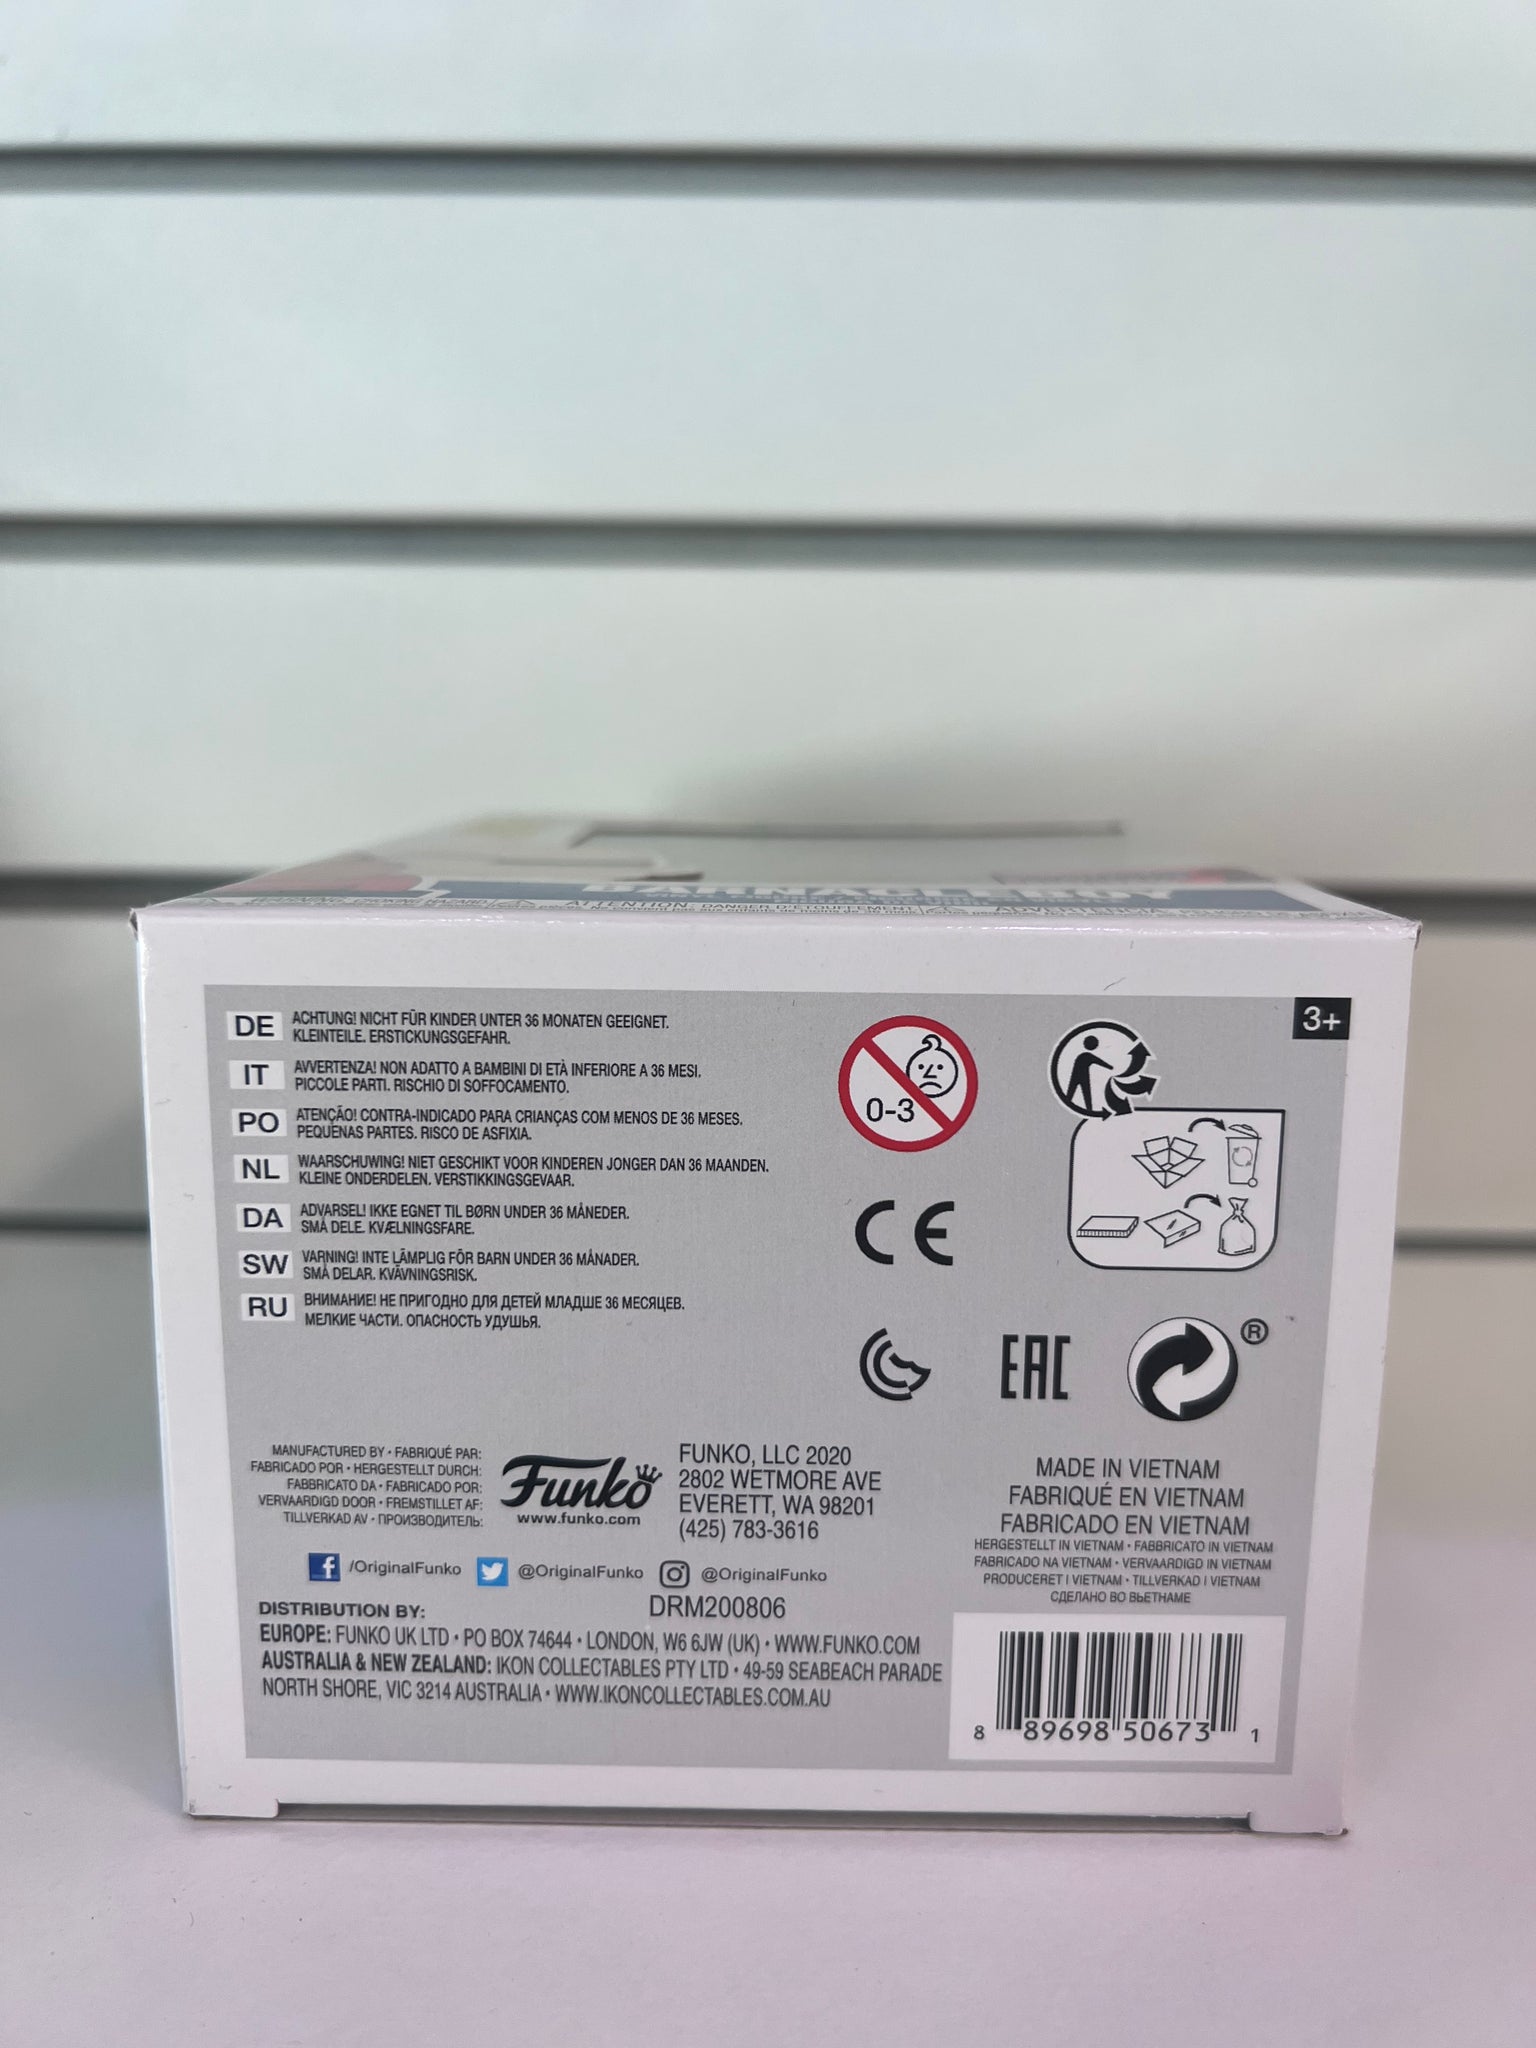 BARNACLE BOY
DE ACHTUNG! NICHT FÜR KINDER UNTER 36 MONATEN GEEIGNET.
KLEINTEILE. ERSTICKUNGSGEFAHR.
IT AVVERTENZA! NON ADATTO A BAMBINI DI ETÀ INFERIORE A 36 MESI.
PICCOLE PARTI. RISCHIO DI SOFFOCAMENTO.
PO ATENÇÃO! CONTRA-INDICADO PARA CRIANÇAS COM MENOS DE 36 MESES.
PEQUENAS PARTES. RISCO DE ASFIXIA.
NL WAARSCHUWING! NIET GESCHIKT VOOR KINDEREN JONGER DAN 36 MAANDEN.
KLEINE ONDERDELEN. VERSTIKKINGSGEVAAR.
DA ADVARSEL! IKKE EGNET TIL BØRN UNDER 36 MÅNEDER.
SMÅ DELE. KVÆLNINGSFARE.
SW VARNING! INTE LÄMPLIG FÖR BARN UNDER 36 MÅNADER.
SMÅ DELAR. KVÄVNINGSRISK.
RU ВНИМАНИЕ! НЕ ПРИГОДНО ДЛЯ ДЕТЕЙ МЛАДШЕ 36 МЕСЯЦЕВ.
МЕЛКИЕ ЧАСТИ. ОПАСНОСТЬ УДУШЬЯ.
0-3
3+
CE
EAC
®
MANUFACTURED BY • FABRIQUÉ PAR:
FABRICADO POR • HERGESTELLT DURCH:
FABBRICATO DA • FABRICADO POR:
VERVAARDIGD DOOR • FREMSTILLET AF:
TILLVERKAD AV • ПРОИЗВОДИТЕЛЬ:
Funko
www.funko.com
FUNKO, LLC 2020
2802 WETMORE AVE
EVERETT, WA 98201
(425) 783-3616
MADE IN VIETNAM
FABRIQUÉ EN VIETNAM
FABRICADO EN VIETNAM
HERGESTELLT IN VIETNAM • FABBRICATO IN VIETNAM
FABRICADO NA VIETNAM • VERVAARDIGD IN VIETNAM
PRODUCERET I VIETNAM • TILLVERKAD I VIETNAM
СДЕЛАНО ВО ВЬЕТНАМЕ
/OriginalFunko @OriginalFunko @OriginalFunko
DRM200806
DISTRIBUTION BY:
EUROPE: FUNKO UK LTD • PO BOX 74644 • LONDON, W6 6JW (UK) • WWW.FUNKO.COM
AUSTRALIA & NEW ZEALAND: IKON COLLECTABLES PTY LTD • 49-59 SEABEACH PARADE
NORTH SHORE, VIC 3214 AUSTRALIA • WWW.IKONCOLLECTABLES.COM.AU
8 89698 50673 1